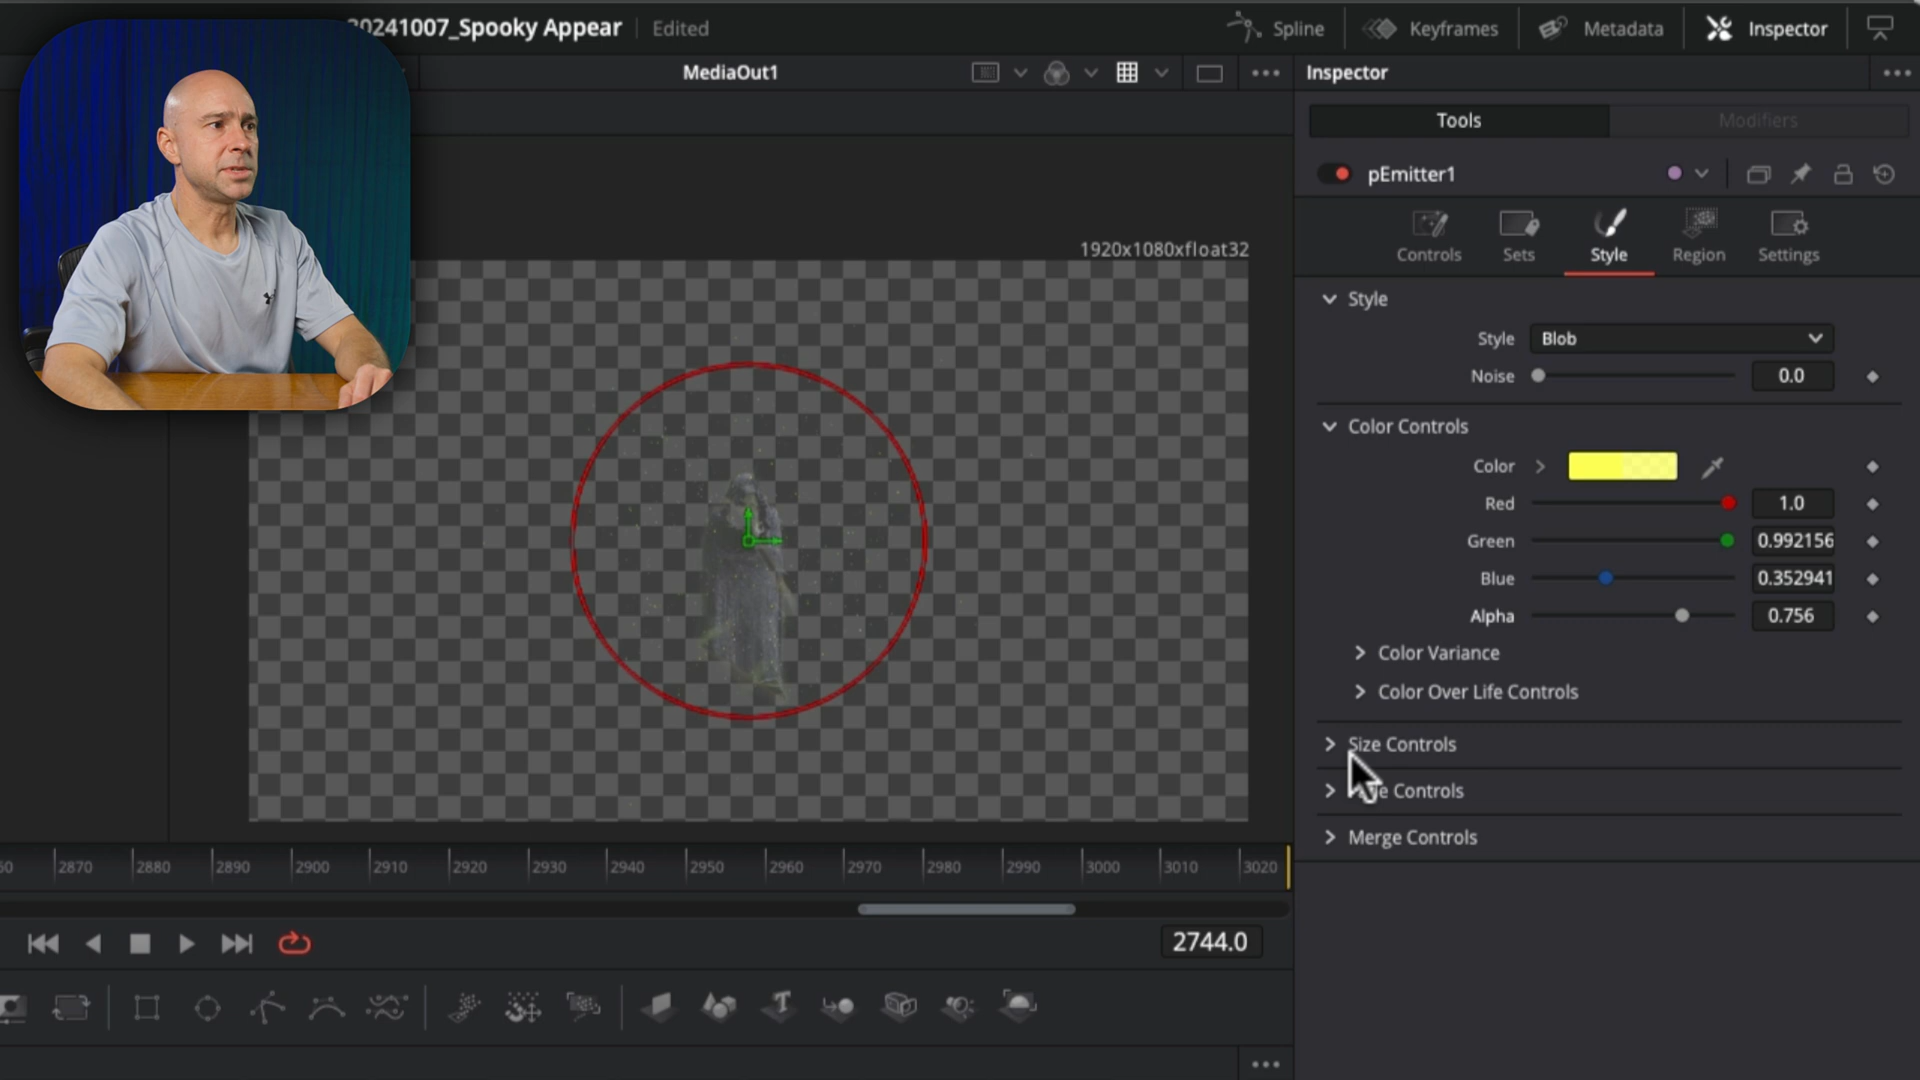 20241007_Spooky Appear
Edited
Spline
Keyframes
Metadata
Inspector
MediaOut1
Inspector
Tools
Modifiers
pEmitter1
Controls
Sets
Style
Region
Settings
1920x1080xfloat32
Style
Style
Blob
Noise
0.0
Color Controls
Color
Red
1.0
Green
0.992156
Blue
0.352941
Alpha
0.756
Color Variance
Color Over Life Controls
Size Controls
Controls
Merge Controls
2870
2880
2890
2900
2910
2920
2930
2940
2950
2960
2970
2980
2990
3000
3010
3020
2744.0